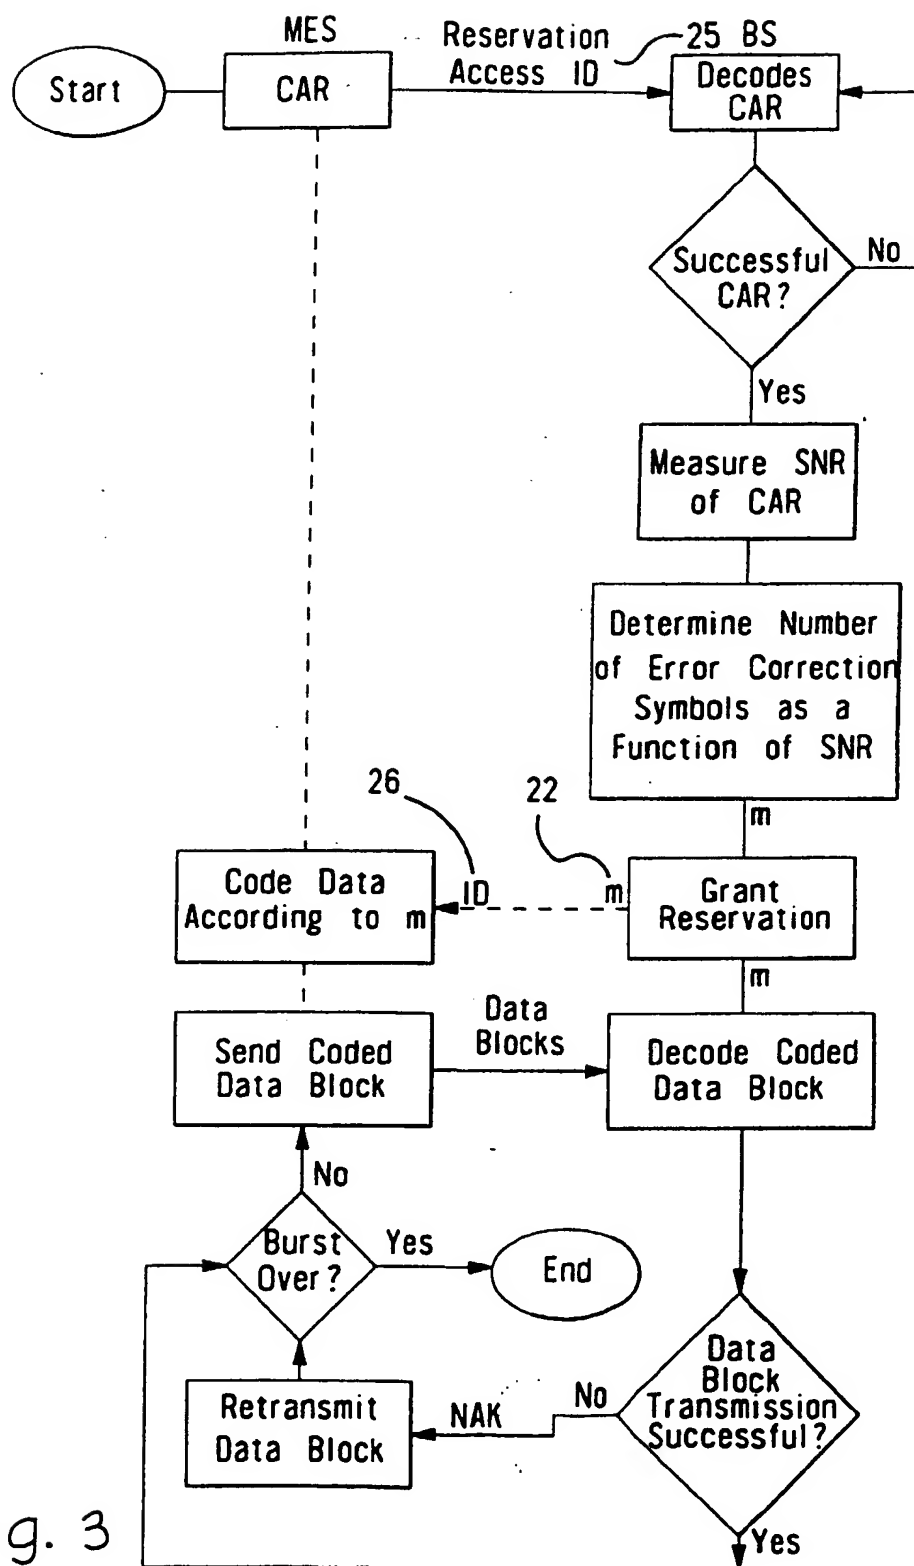 MES
Reservation
Access ID
25 BS
Start
CAR
Decodes
CAR
Successful
CAR?
No
Yes
Measure SNR
of CAR
Determine Number
of Error Correction
Symbols as a
Function of SNR
m
26
22
Code Data
According to m
ID
m
Grant
Reservation
m
Send Coded
Data Block
Data
Blocks
Decode Coded
Data Block
No
Burst
Over?
Yes
End
Data
Block
Transmission
Successful?
No
NAK
Retransmit
Data Block
Yes
g. 3